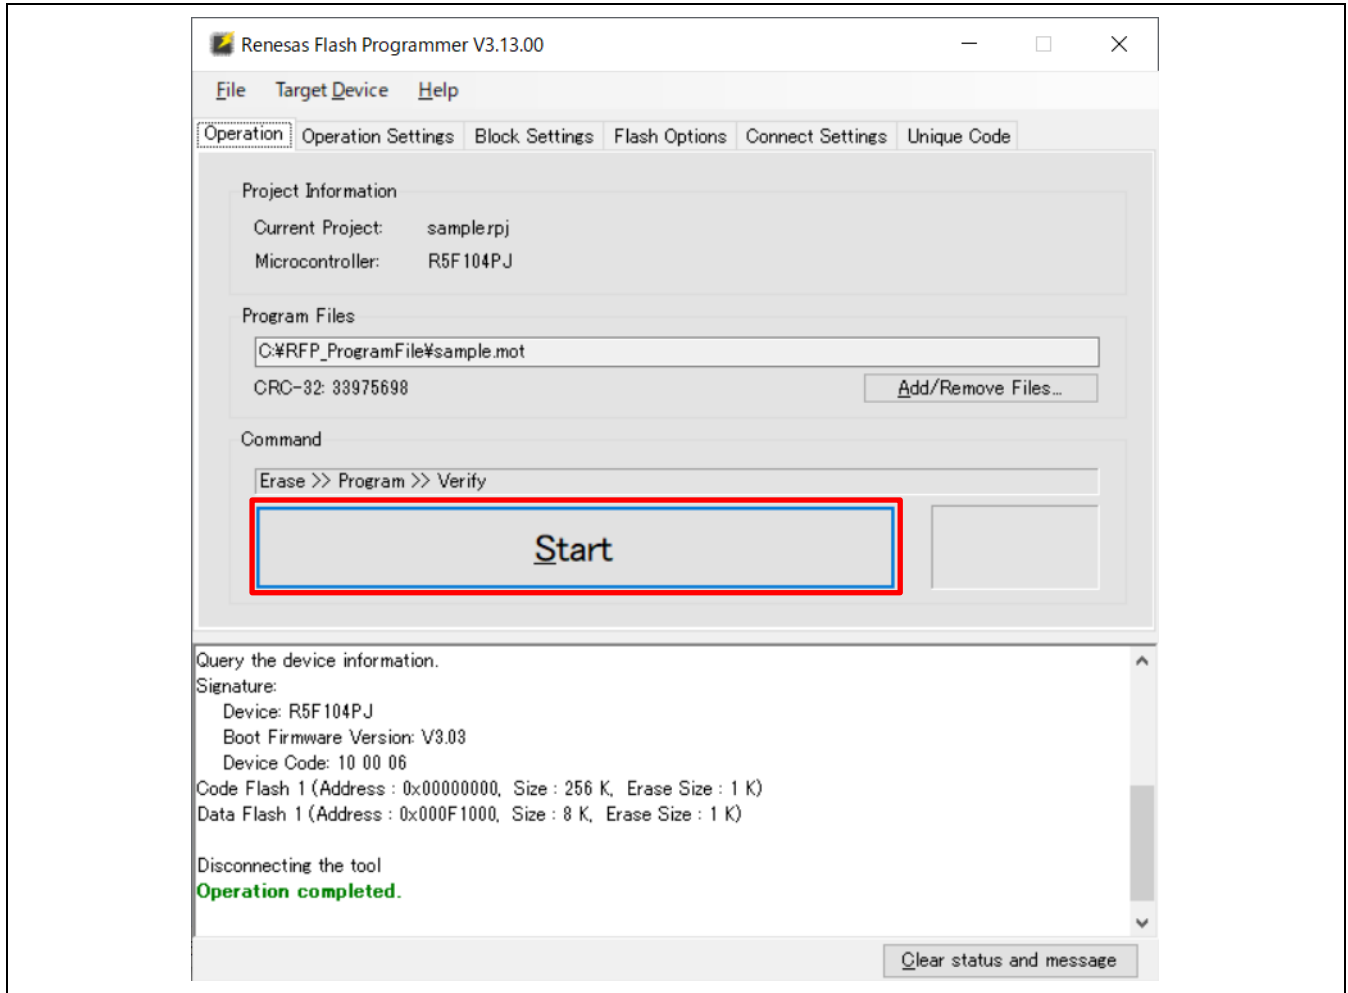 Renesas Flash Programmer V3.13.00
File Target Device Help
Operation Operation Settings Block Settings Flash Options Connect Settings Unique Code
Project Information
Current Project: sample.rpj
Microcontroller: R5F104PJ
Program Files
C:¥RFP_ProgramFile¥sample.mot
CRC-32: 33975698 Add/Remove Files...
Command
Erase >> Program >> Verify
Start
Query the device information.
Signature:
Device: R5F104PJ
Boot Firmware Version: V3.03
Device Code: 10 00 06
Code Flash 1 (Address : 0x00000000, Size : 256 K, Erase Size : 1 K)
Data Flash 1 (Address : 0x000F1000, Size : 8 K, Erase Size : 1 K)
Disconnecting the tool
Operation completed.
Clear status and message